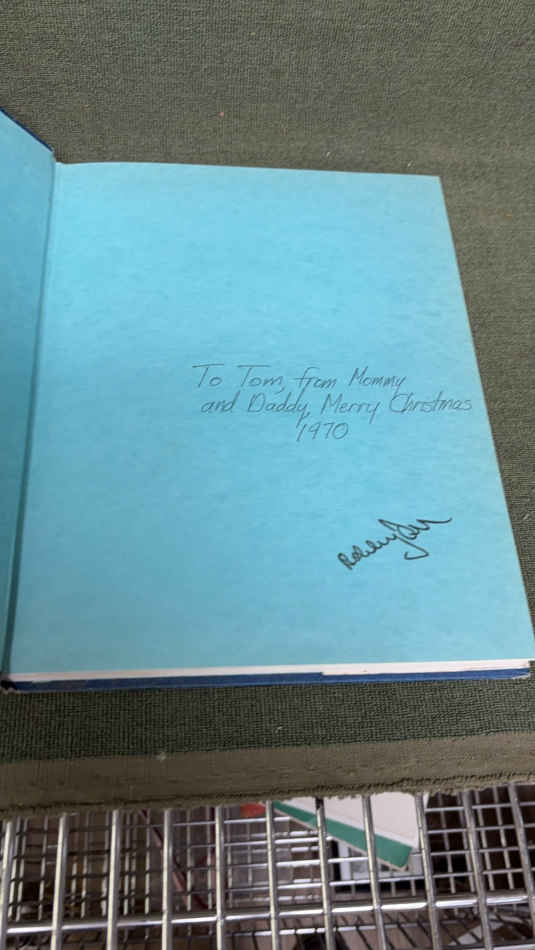 To Tom, from Mommy
and Daddy, Merry Christmas
1970